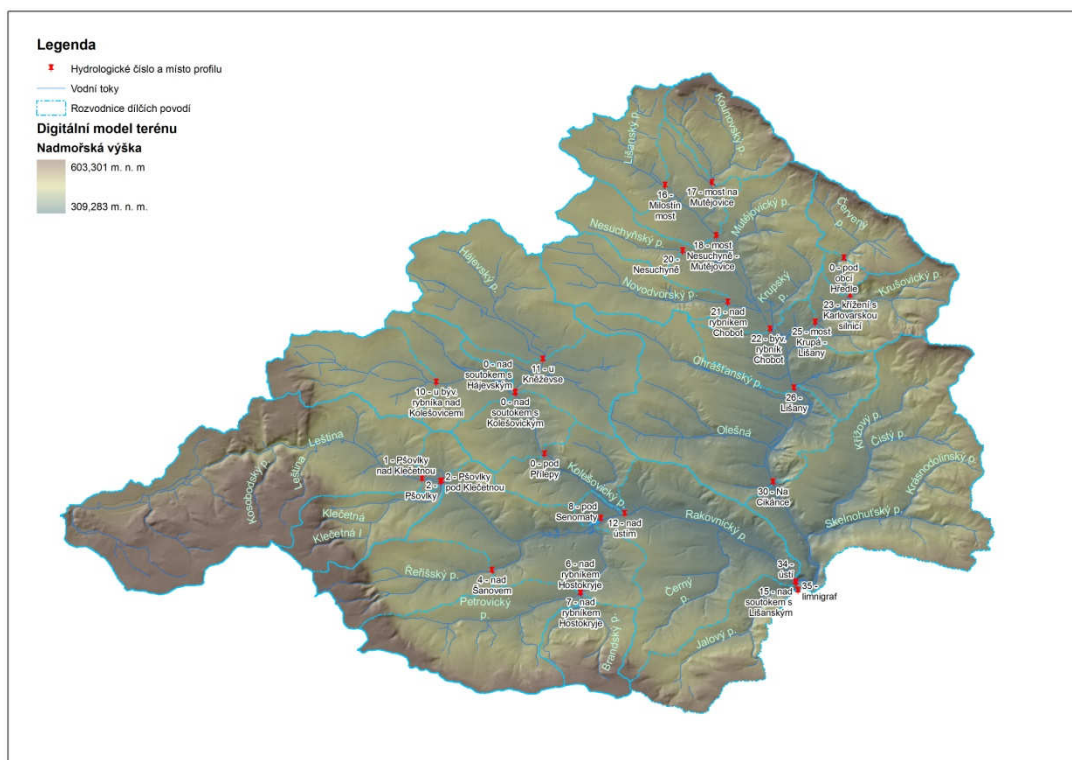 Legenda
Hydrologické číslo a místo profilu
Vodní toky
Rozvodnice dílčích povodí
Digitální model terénu
Nadmořská výška
603,301 m. n. m
309,283 m. n. m.
Lišanský p.
Kounovský p.
16 -
Milostín
most
17 - most na
Mutějovice
Mutějovický p.
Červený
p.
Nesuchyňský p.
20 -
Nesuchyně
18 - most
Nesuchyně -
Mutějovice
Hájevský p.
Novodvorský p.
Krupský
p.
0 - pod
obcí
Hředle
Krušovický p.
23 - křížení s
Karlovarskou
silnicí
21 - nad
rybníkem
Chobot
22 - býv.
rybník
Chobot
25 - most
Krupá -
Lišany
0 - nad
soutokem s
Hájevským
11 - u
Kněževse
10 - u býv.
rybníka nad
Kolešovicemi
0 - nad
soutokem s
Kolešovickým
Chrášťanský p.
26 -
Lišany
Olešná
Křížový p.
Čistý p.
Krásnodolínský p.
Leština
Kosobodský p.
Leština
1 - Pšovlky
nad Klečetnou
2 -
Pšovlky
2 - Pšovlky
pod Klečetnou
0 - pod
Přílepy
Kolešovický p.
30 - Na
Cikánce
Klečetná
Klečetná I
8 - pod
Senomaty
12 - nad
ústím
Rakovnický p.
Skelnohuťský p.
Řeřišský p.
4 - nad
Šanovem
6 - nad
rybníkem
Hostokryje
7 - nad
rybníkem
Hostokryje
Petrovický
p.
Černý
p.
34 -
ústí
35 -
limnigraf
15 - nad
soutokem s
Lišanským
Brandský p.
Jalový p.